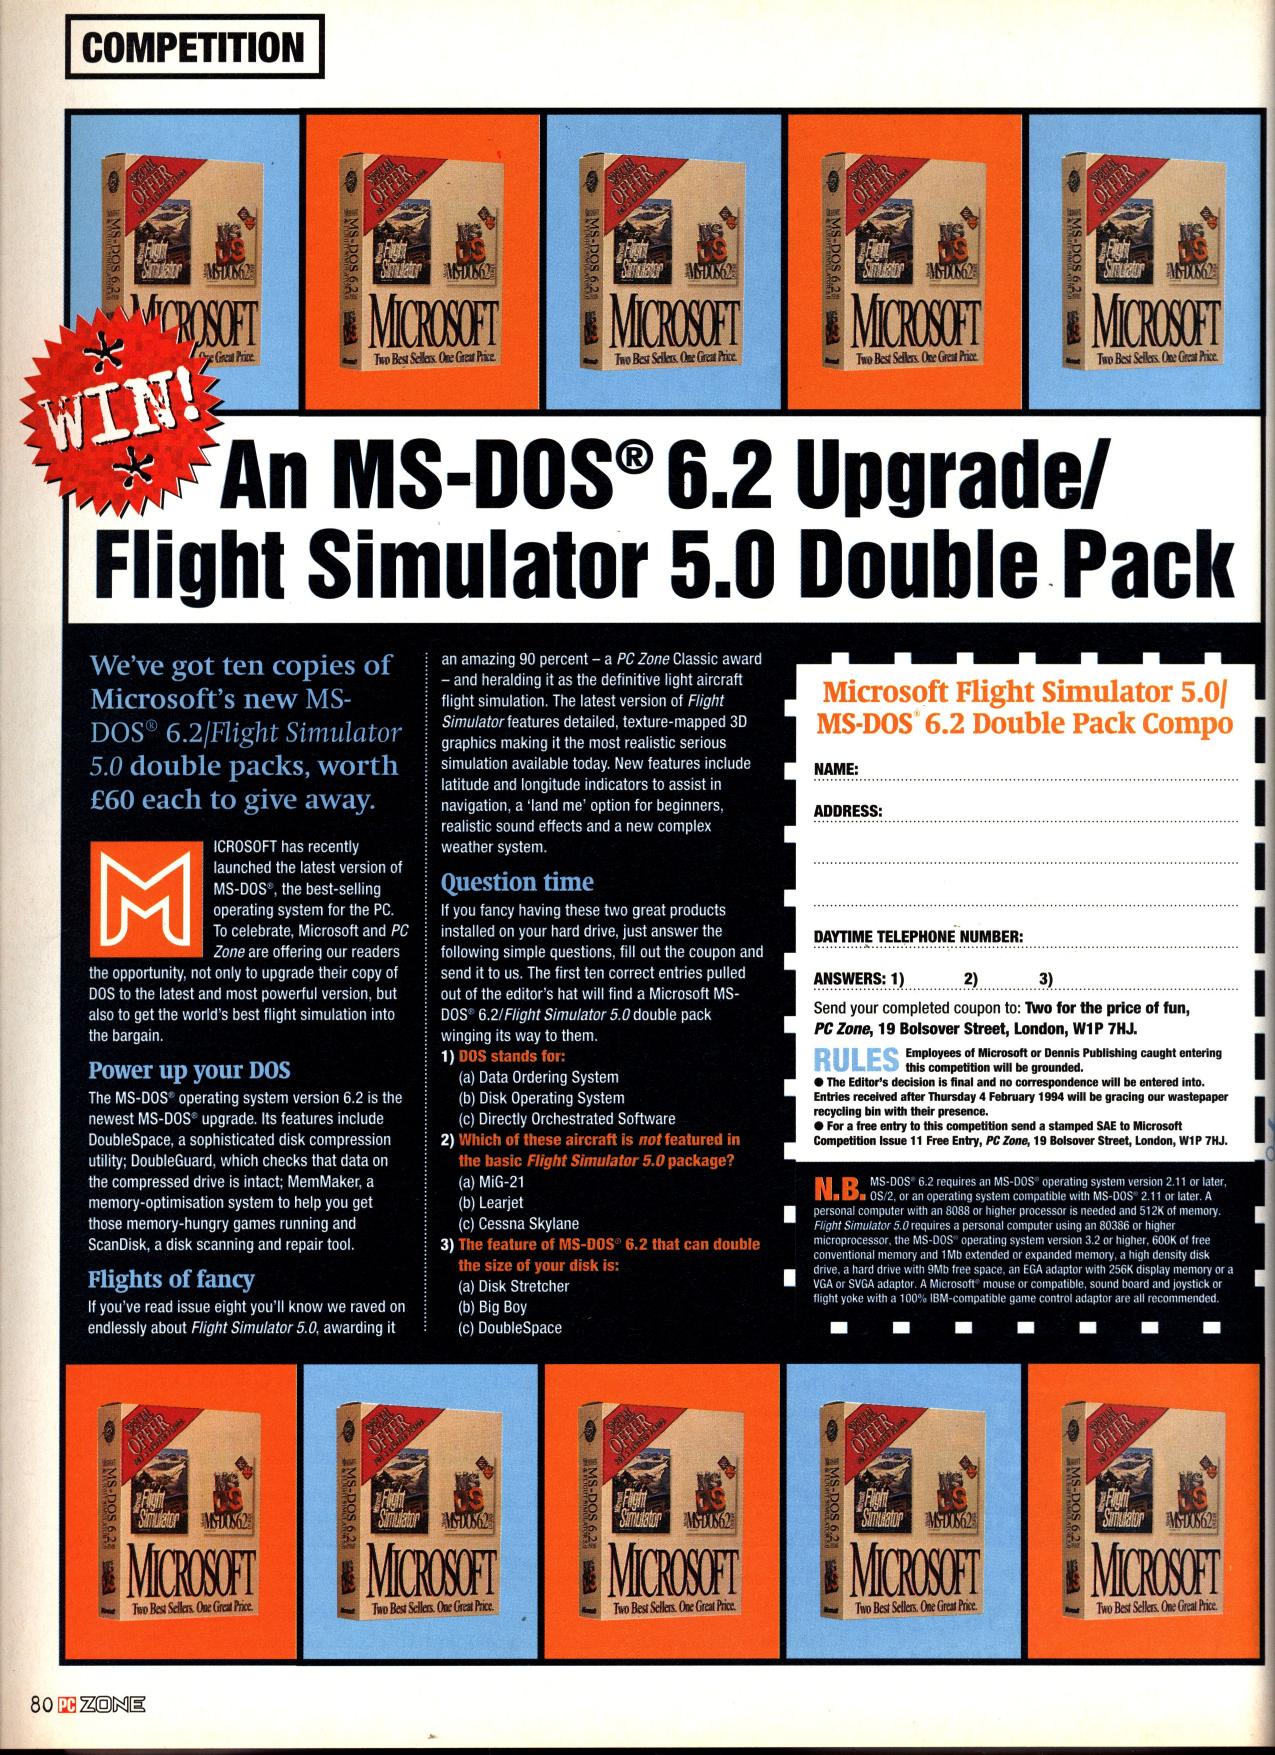 COMPETITION
SPECIAL
OFFER
MS-DOS 6.2
Flight
Simulator
MS-DOS 6.2
MICROSOFT
Two Best Sellers. One Great Price.
WIN!
An MS-DOS® 6.2 Upgrade/
Flight Simulator 5.0 Double Pack
We've got ten copies of
Microsoft's new MS-
DOS® 6.2/Flight Simulator
5.0 double packs, worth
£60 each to give away.
MICROSOFT has recently
launched the latest version of
MS-DOS®, the best-selling
operating system for the PC.
To celebrate, Microsoft and PC
Zone are offering our readers
the opportunity, not only to upgrade their copy of
DOS to the latest and most powerful version, but
also to get the world's best flight simulation into
the bargain.
Power up your DOS
The MS-DOS® operating system version 6.2 is the
newest MS-DOS® upgrade. Its features include
DoubleSpace, a sophisticated disk compression
utility; DoubleGuard, which checks that data on
the compressed drive is intact; MemMaker, a
memory-optimisation system to help you get
those memory-hungry games running and
ScanDisk, a disk scanning and repair tool.
Flights of fancy
If you've read issue eight you'll know we raved on
endlessly about Flight Simulator 5.0, awarding it
an amazing 90 percent – a PC Zone Classic award
– and heralding it as the definitive light aircraft
flight simulation. The latest version of Flight
Simulator features detailed, texture-mapped 3D
graphics making it the most realistic serious
simulation available today. New features include
latitude and longitude indicators to assist in
navigation, a 'land me' option for beginners,
realistic sound effects and a new complex
weather system.
Question time
If you fancy having these two great products
installed on your hard drive, just answer the
following simple questions, fill out the coupon and
send it to us. The first ten correct entries pulled
out of the editor's hat will find a Microsoft MS-
DOS® 6.2/Flight Simulator 5.0 double pack
winging its way to them.
1) DOS stands for:
(a) Data Ordering System
(b) Disk Operating System
(c) Directly Orchestrated Software
2) Which of these aircraft is not featured in
the basic Flight Simulator 5.0 package?
(a) MiG-21
(b) Learjet
(c) Cessna Skylane
3) The feature of MS-DOS® 6.2 that can double
the size of your disk is:
(a) Disk Stretcher
(b) Big Boy
(c) DoubleSpace
Microsoft Flight Simulator 5.0/
MS-DOS® 6.2 Double Pack Compo
NAME:
ADDRESS:
DAYTIME TELEPHONE NUMBER:
ANSWERS: 1) 2) 3)
Send your completed coupon to: Two for the price of fun,
PC Zone, 19 Bolsover Street, London, W1P 7HJ.
RULES Employees of Microsoft or Dennis Publishing caught entering
this competition will be grounded.
● The Editor's decision is final and no correspondence will be entered into.
Entries received after Thursday 4 February 1994 will be gracing our wastepaper
recycling bin with their presence.
● For a free entry to this competition send a stamped SAE to Microsoft
Competition Issue 11 Free Entry, PC Zone, 19 Bolsover Street, London, W1P 7HJ.
N.B. MS-DOS® 6.2 requires an MS-DOS® operating system version 2.11 or later,
OS/2, or an operating system compatible with MS-DOS® 2.11 or later. A
personal computer with an 8088 or higher processor is needed and 512K of memory.
Flight Simulator 5.0 requires a personal computer using an 80386 or higher
microprocessor, the MS-DOS® operating system version 3.2 or higher, 600K of free
conventional memory and 1Mb extended or expanded memory, a high density disk
drive, a hard drive with 9Mb free space, an EGA adaptor with 256K display memory or a
VGA or SVGA adaptor. A Microsoft® mouse or compatible, sound board and joystick or
flight yoke with a 100% IBM-compatible game control adaptor are all recommended.
80 PC ZONE